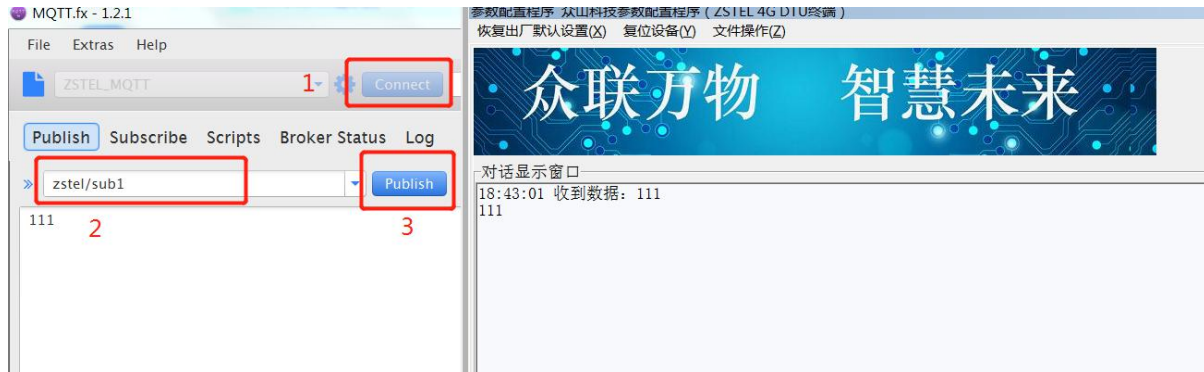 MQTT.fx - 1.2.1
File Extras Help
ZSTEL_MQTT
1
Connect
Publish Subscribe Scripts Broker Status Log
zstel/sub1
Publish
111
2
3
参数配置程序 众山科技参数配置程序 ( ZSTEL 4G DTU终端 )
恢复出厂默认设置(X) 复位设备(Y) 文件操作(Z)
众联万物 智慧未来
对话显示窗口
18:43:01 收到数据: 111
111